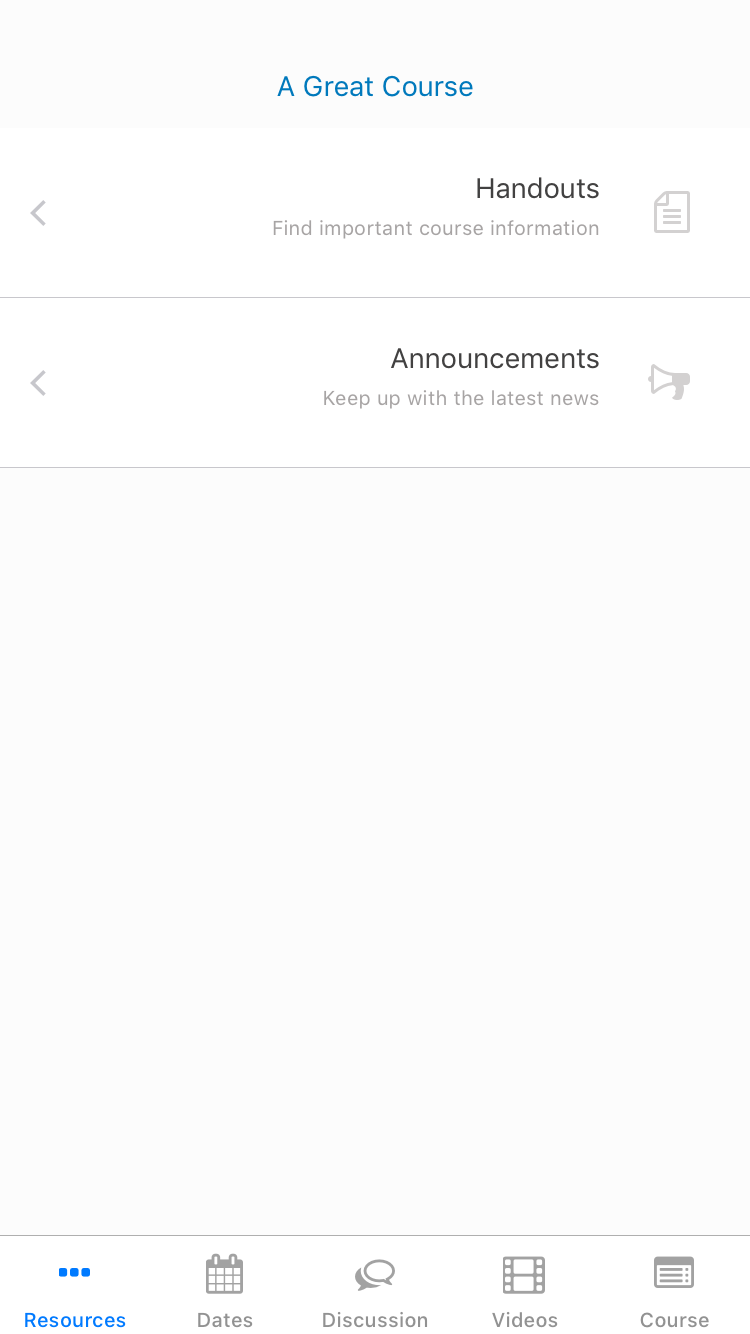 A Great Course
Handouts
Find important course information
Announcements
Keep up with the latest news
Resources
Dates
Discussion
Videos
Course